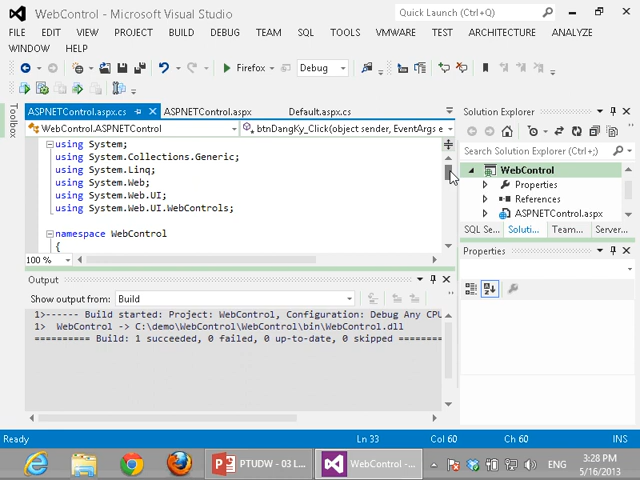 WebControl - Microsoft Visual Studio
Quick Launch (Ctrl+Q)
FILE EDIT VIEW PROJECT BUILD DEBUG TEAM SQL TOOLS VMWARE TEST ARCHITECTURE ANALYZE
WINDOW HELP
Firefox
Debug
Toolbox
ASPNETControl.aspx.cs
ASPNETControl.aspx
Default.aspx.cs
WebControl.ASPNETControl
btnDangKy_Click(object sender, EventArgs e
using System;
using System.Collections.Generic;
using System.Linq;
using System.Web;
using System.Web.UI;
using System.Web.UI.WebControls;
namespace WebControl
{
100 %
Solution Explorer
Search Solution Explorer (Ctrl+;)
WebControl
Properties
References
ASPNETControl.aspx
SQL Se... Soluti... Team... Server...
Properties
Output
Show output from: Build
1>------ Build started: Project: WebControl, Configuration: Debug Any CPU
1> WebControl -> C:\demo\WebControl\WebControl\bin\WebControl.dll
========== Build: 1 succeeded, 0 failed, 0 up-to-date, 0 skipped ========
Ready
Ln 33
Col 60
Ch 60
INS
PTUDW - 03 L...
WebControl -...
ENG
3:28 PM
5/16/2013